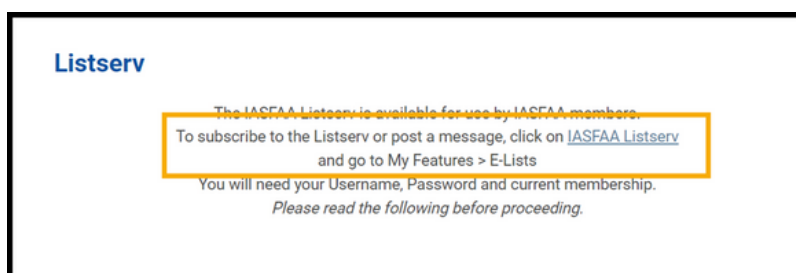 Listserv
The IASFAA Listserv is available for use by IASFAA members.
To subscribe to the Listserv or post a message, click on IASFAA Listserv
and go to My Features > E-Lists
You will need your Username, Password and current membership.
Please read the following before proceeding.